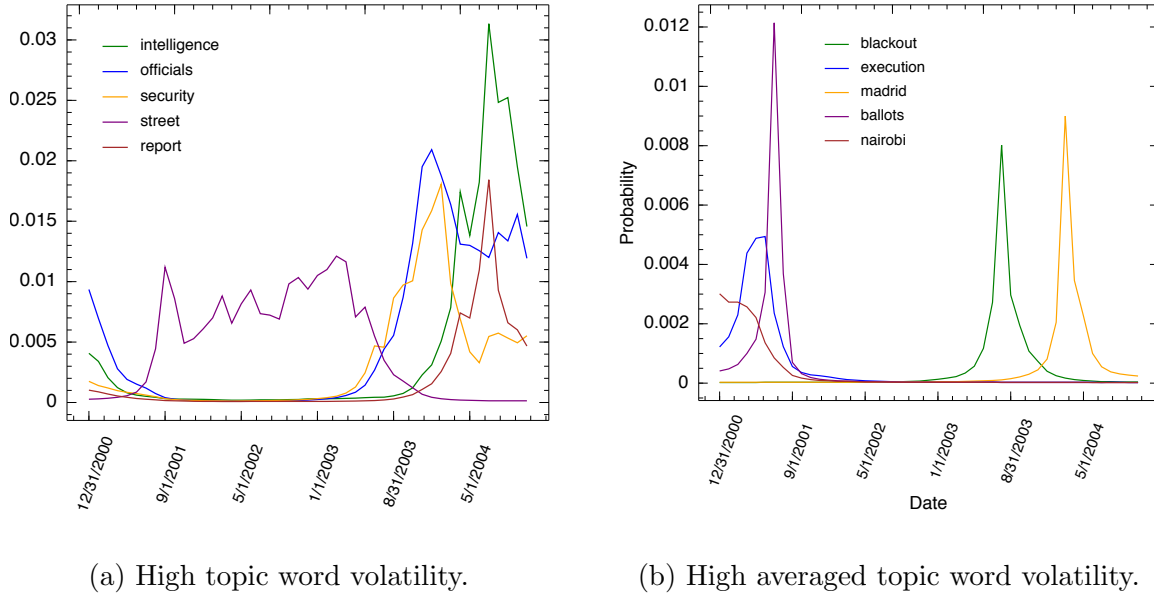 0.03
0.025
0.02
0.015
0.01
0.005
0
intelligence
officials
security
street
report
12/31/2000
9/1/2001
5/1/2002
1/1/2003
8/31/2003
5/1/2004
(a) High topic word volatility.
0.012
0.01
0.008
0.006
0.004
0.002
0
Probability
blackout
execution
madrid
ballots
nairobi
12/31/2000
9/1/2001
5/1/2002
1/1/2003
8/31/2003
5/1/2004
Date
(b) High averaged topic word volatility.